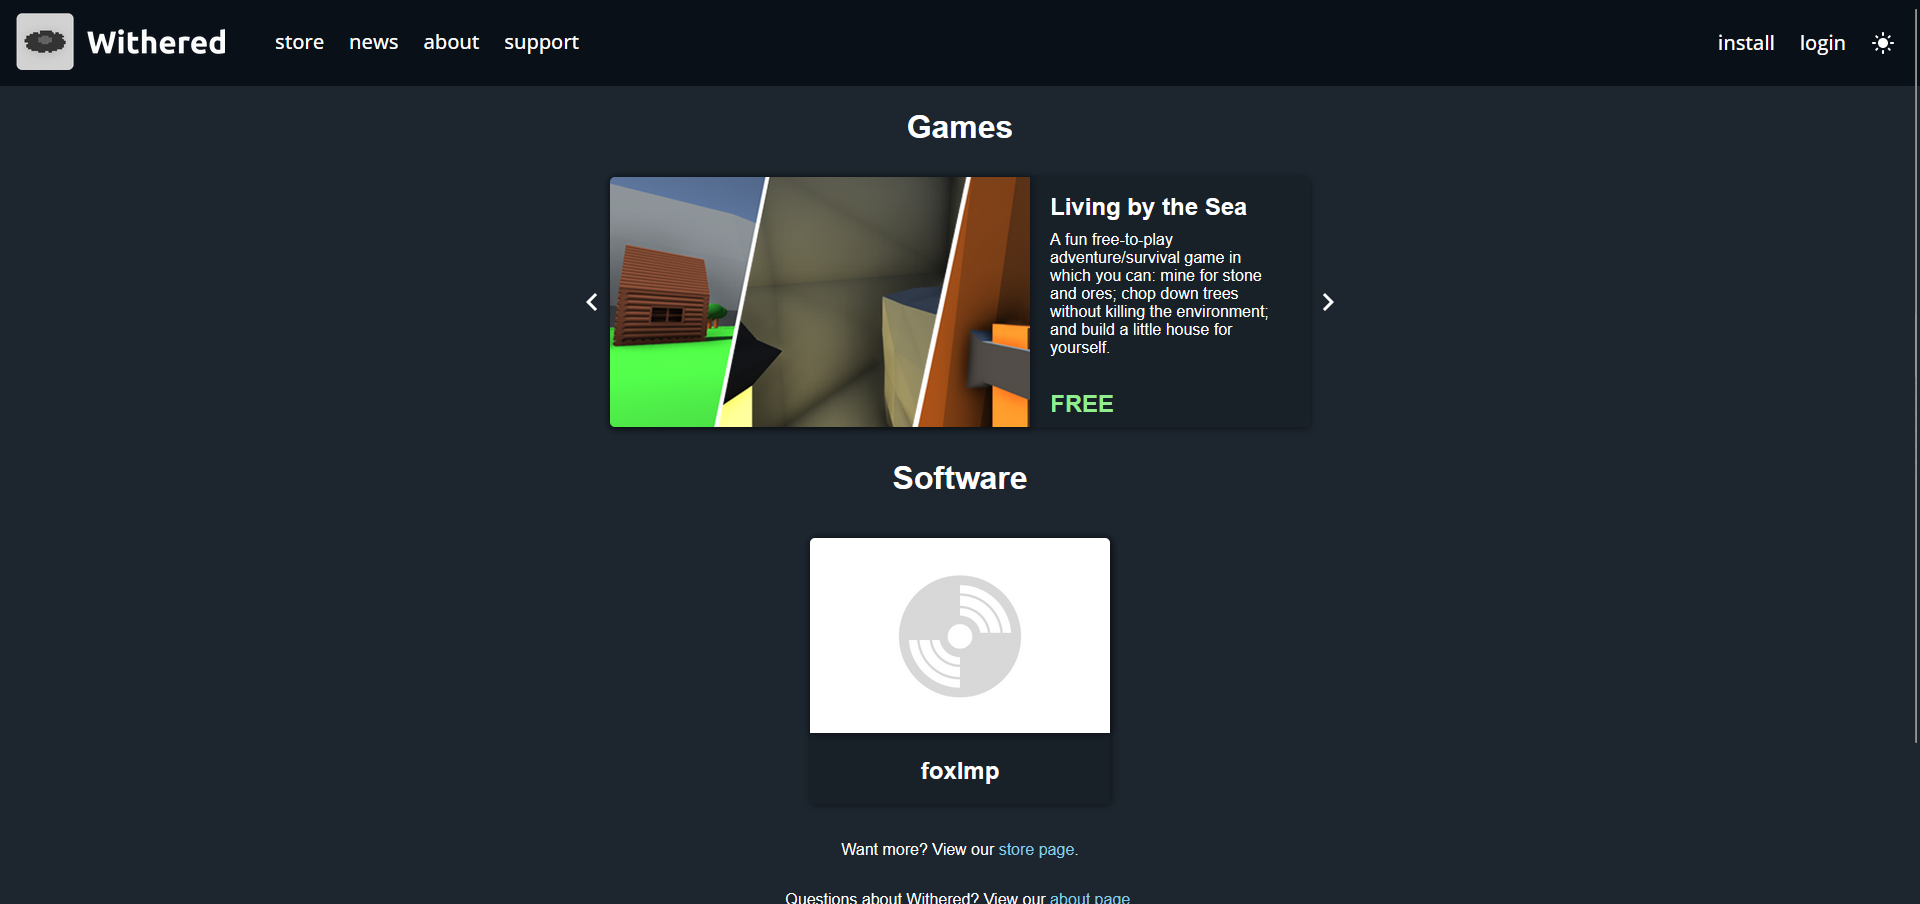 Withered
store
news
about
support
install
login
Games
Living by the Sea
A fun free-to-play
adventure/survival game in
which you can: mine for stone
and ores; chop down trees
without killing the environment;
and build a little house for
yourself.
FREE
Software
foxImp
Want more? View our store page.
Questions about Withered? View our about page